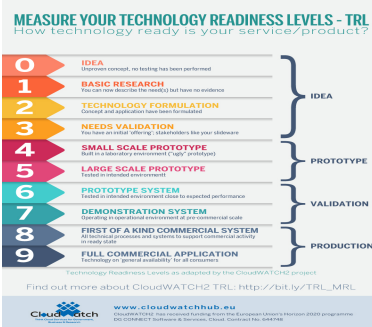 MEASURE YOUR TECHNOLOGY READINESS LEVELS - TRL
How technology ready is your service/product?
0 IDEA
Unproven concept, no testing has been performed
1 BASIC RESEARCH
You can now describe the need(s) but have no evidence
2 TECHNOLOGY FORMULATION
Concept and application have been formulated
3 NEEDS VALIDATION
You have an initial 'offering'; stakeholders like your slideware
IDEA
4 SMALL SCALE PROTOTYPE
Built in a laboratory environment ("ugly" prototype)
5 LARGE SCALE PROTOTYPE
Tested in intended environment
PROTOTYPE
6 PROTOTYPE SYSTEM
Tested in intended environment close to expected performance
7 DEMONSTRATION SYSTEM
Operating in operational environment at pre-commercial scale
VALIDATION
8 FIRST OF A KIND COMMERCIAL SYSTEM
All technical processes and systems to support commercial activity
in ready state
9 FULL COMMERCIAL APPLICATION
Technology on 'general availability' for all consumers
PRODUCTION
Technology Readiness Levels as adapted by the CloudWATCH2 project
Find out more about CloudWATCH2 TRL: http://bit.ly/TRL_MRL
CloudWatch
www.cloudwatchhub.eu
CloudWATCH2 has received funding from the European Union's Horizon 2020 programme
DG CONNECT Software & Services, Cloud. Contract No. 644748